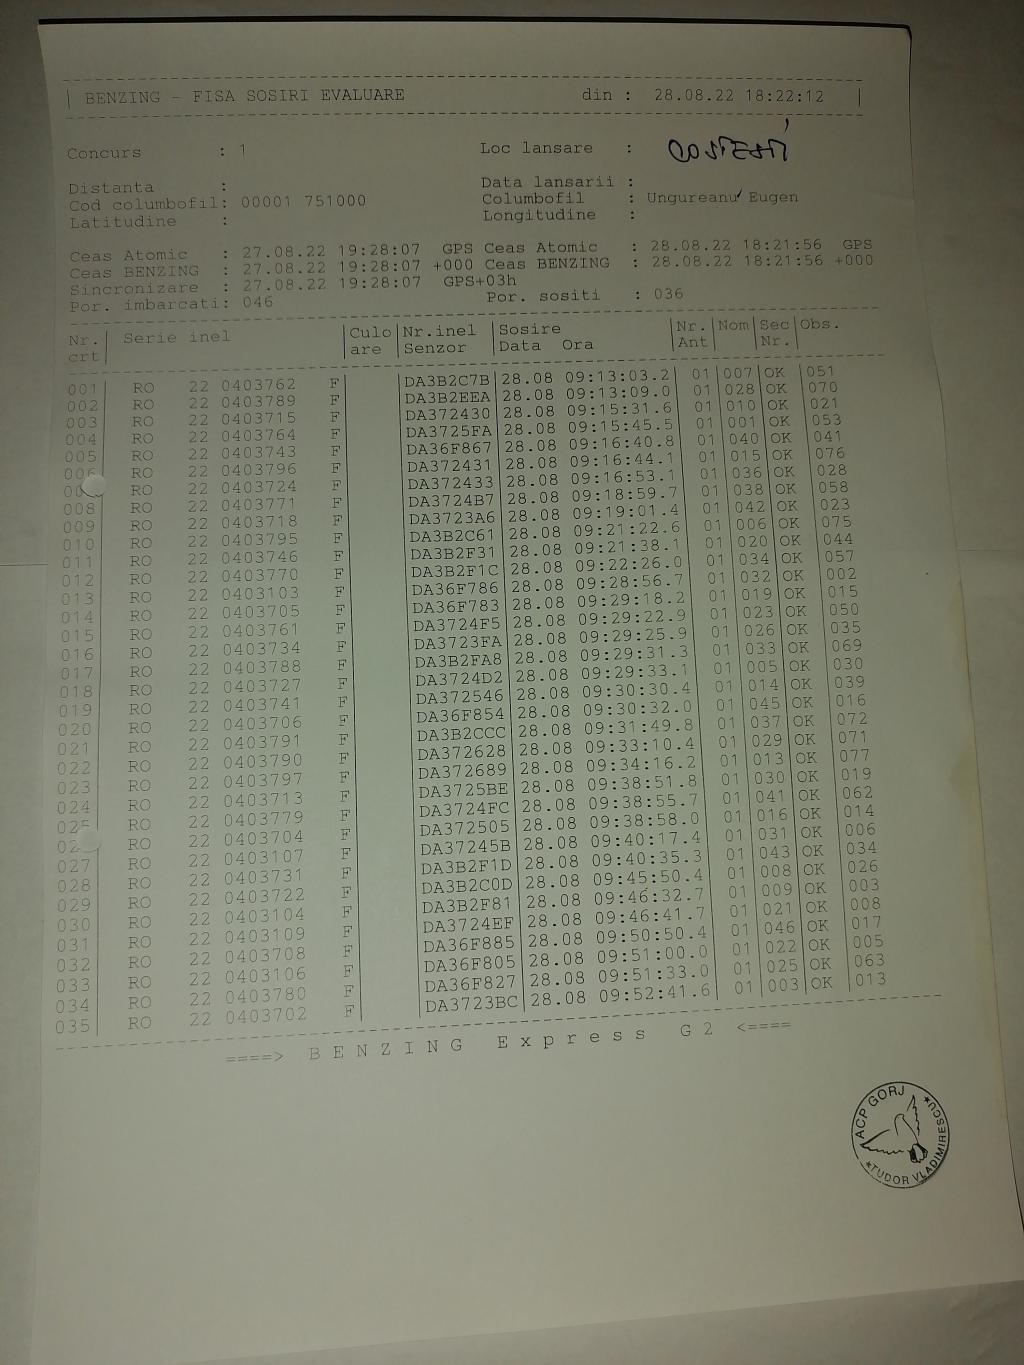 BENZING - FISA SOSIRI EVALUARE din : 28.08.22 18:22:12
Concurs : 1 Loc lansare : COSTESTI
Distanta : Data lansarii :
Cod columbofil: 00001 751000 Columbofil : Ungureanu Eugen
Latitudine : Longitudine :
Ceas Atomic : 27.08.22 19:28:07 GPS Ceas Atomic : 28.08.22 18:21:56 GPS
Ceas BENZING : 27.08.22 19:28:07 +000 Ceas BENZING : 28.08.22 18:21:56 +000
Sincronizare : 27.08.22 19:28:07 GPS+03h
Por. imbarcati: 046 Por. sositi : 036
Nr. Serie inel Culo Nr.inel Sosire Nr. Nom Sec Obs.
crt are Senzor Data Ora Ant Nr.
001 RO 22 0403762 F DA3B2C7B 28.08 09:13:03.2 01 007 OK 051
002 RO 22 0403789 F DA3B2EEA 28.08 09:13:09.0 01 028 OK 070
003 RO 22 0403715 F DA372430 28.08 09:15:31.6 01 010 OK 021
004 RO 22 0403764 F DA3725FA 28.08 09:15:45.5 01 001 OK 053
005 RO 22 0403743 F DA36F867 28.08 09:16:40.8 01 040 OK 041
006 RO 22 0403796 F DA372431 28.08 09:16:44.1 01 015 OK 076
RO 22 0403724 F DA372433 28.08 09:16:53.1 01 036 OK 028
008 RO 22 0403771 F DA3724B7 28.08 09:18:59.7 01 038 OK 058
009 RO 22 0403718 F DA3723A6 28.08 09:19:01.4 01 042 OK 023
010 RO 22 0403795 F DA3B2C61 28.08 09:21:22.6 01 006 OK 075
011 RO 22 0403746 F DA3B2F31 28.08 09:21:38.1 01 020 OK 044
012 RO 22 0403770 F DA3B2F1C 28.08 09:22:26.0 01 034 OK 057
013 RO 22 0403103 F DA36F786 28.08 09:28:56.7 01 032 OK 002
014 RO 22 0403705 F DA36F783 28.08 09:29:18.2 01 019 OK 015
015 RO 22 0403761 F DA3724F5 28.08 09:29:22.9 01 023 OK 050
016 RO 22 0403734 F DA3723FA 28.08 09:29:25.9 01 026 OK 035
017 RO 22 0403788 F DA3B2FA8 28.08 09:29:31.3 01 033 OK 069
018 RO 22 0403727 F DA3724D2 28.08 09:29:33.1 01 005 OK 030
019 RO 22 0403741 F DA372546 28.08 09:30:30.4 01 014 OK 039
020 RO 22 0403706 F DA36F854 28.08 09:30:32.0 01 045 OK 016
021 RO 22 0403791 F DA3B2CCC 28.08 09:31:49.8 01 037 OK 072
022 RO 22 0403790 F DA372628 28.08 09:33:10.4 01 029 OK 071
023 RO 22 0403797 F DA372689 28.08 09:34:16.2 01 013 OK 077
024 RO 22 0403713 F DA3725BE 28.08 09:38:51.8 01 030 OK 019
025 RO 22 0403779 F DA3724FC 28.08 09:38:55.7 01 041 OK 062
RO 22 0403704 F DA372505 28.08 09:38:58.0 01 016 OK 014
027 RO 22 0403107 F DA37245B 28.08 09:40:17.4 01 031 OK 006
028 RO 22 0403731 F DA3B2F1D 28.08 09:40:35.3 01 043 OK 034
029 RO 22 0403722 F DA3B2C0D 28.08 09:45:50.4 01 008 OK 026
030 RO 22 0403104 F DA3B2F81 28.08 09:46:32.7 01 009 OK 003
031 RO 22 0403109 F DA3724EF 28.08 09:46:41.7 01 021 OK 008
032 RO 22 0403708 F DA36F885 28.08 09:50:50.4 01 046 OK 017
033 RO 22 0403106 F DA36F805 28.08 09:51:00.0 01 022 OK 005
034 RO 22 0403780 F DA36F827 28.08 09:51:33.0 01 025 OK 063
035 RO 22 0403702 F DA3723BC 28.08 09:52:41.6 01 003 OK 013
====> BENZING Express G2 <====
ACP GORJ
*TUDOR VLADIMIRESCU*